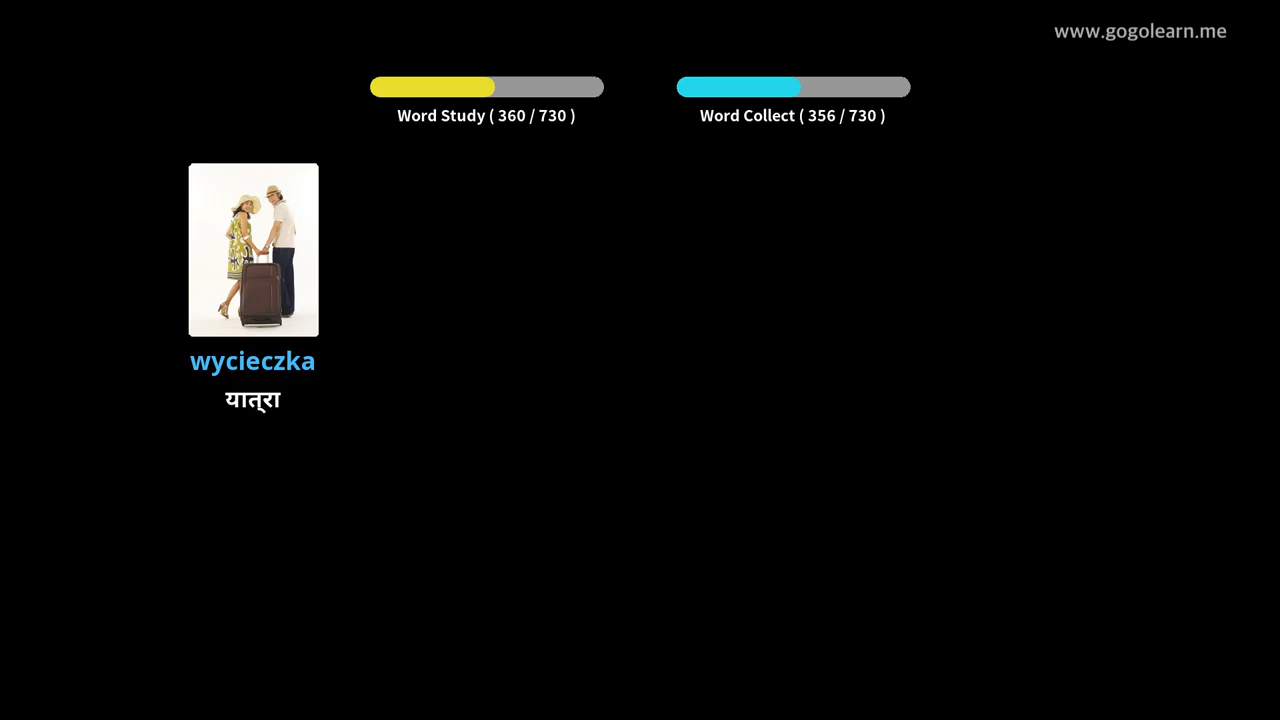 www.gogolearn.me
Word Study ( 360 / 730 )
Word Collect ( 356 / 730 )
wycieczka
यात्रा